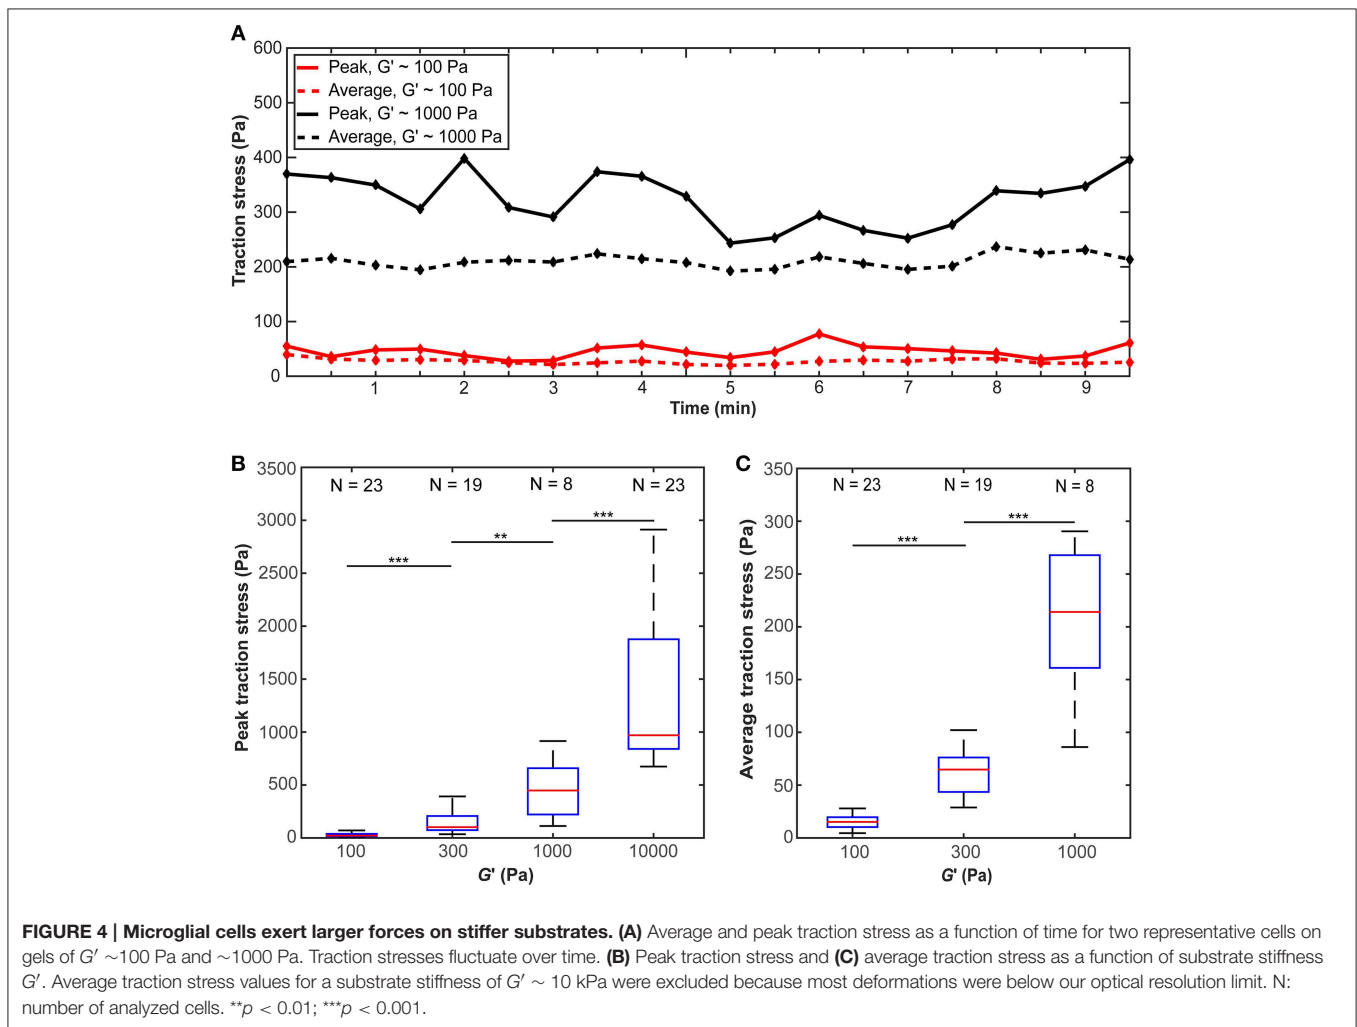 A
600
500
400
300
200
100
0
Traction stress (Pa)
Peak, G' ~ 100 Pa
Average, G' ~ 100 Pa
Peak, G' ~ 1000 Pa
Average, G' ~ 1000 Pa
1 2 3 4 5 6 7 8 9
Time (min)
B
3500
3000
2500
2000
1500
1000
500
0
Peak traction stress (Pa)
N = 23 N = 19 N = 8 N = 23
***
**
***
100 300 1000 10000
G' (Pa)
C
350
300
250
200
150
100
50
0
Average traction stress (Pa)
N = 23 N = 19 N = 8
***
***
100 300 1000
G' (Pa)
FIGURE 4 | Microglial cells exert larger forces on stiffer substrates. (A) Average and peak traction stress as a function of time for two representative cells on
gels of G′ ∼100 Pa and ∼1000 Pa. Traction stresses fluctuate over time. (B) Peak traction stress and (C) average traction stress as a function of substrate stiffness
G′. Average traction stress values for a substrate stiffness of G′ ∼ 10 kPa were excluded because most deformations were below our optical resolution limit. N:
number of analyzed cells. **p < 0.01; ***p < 0.001.